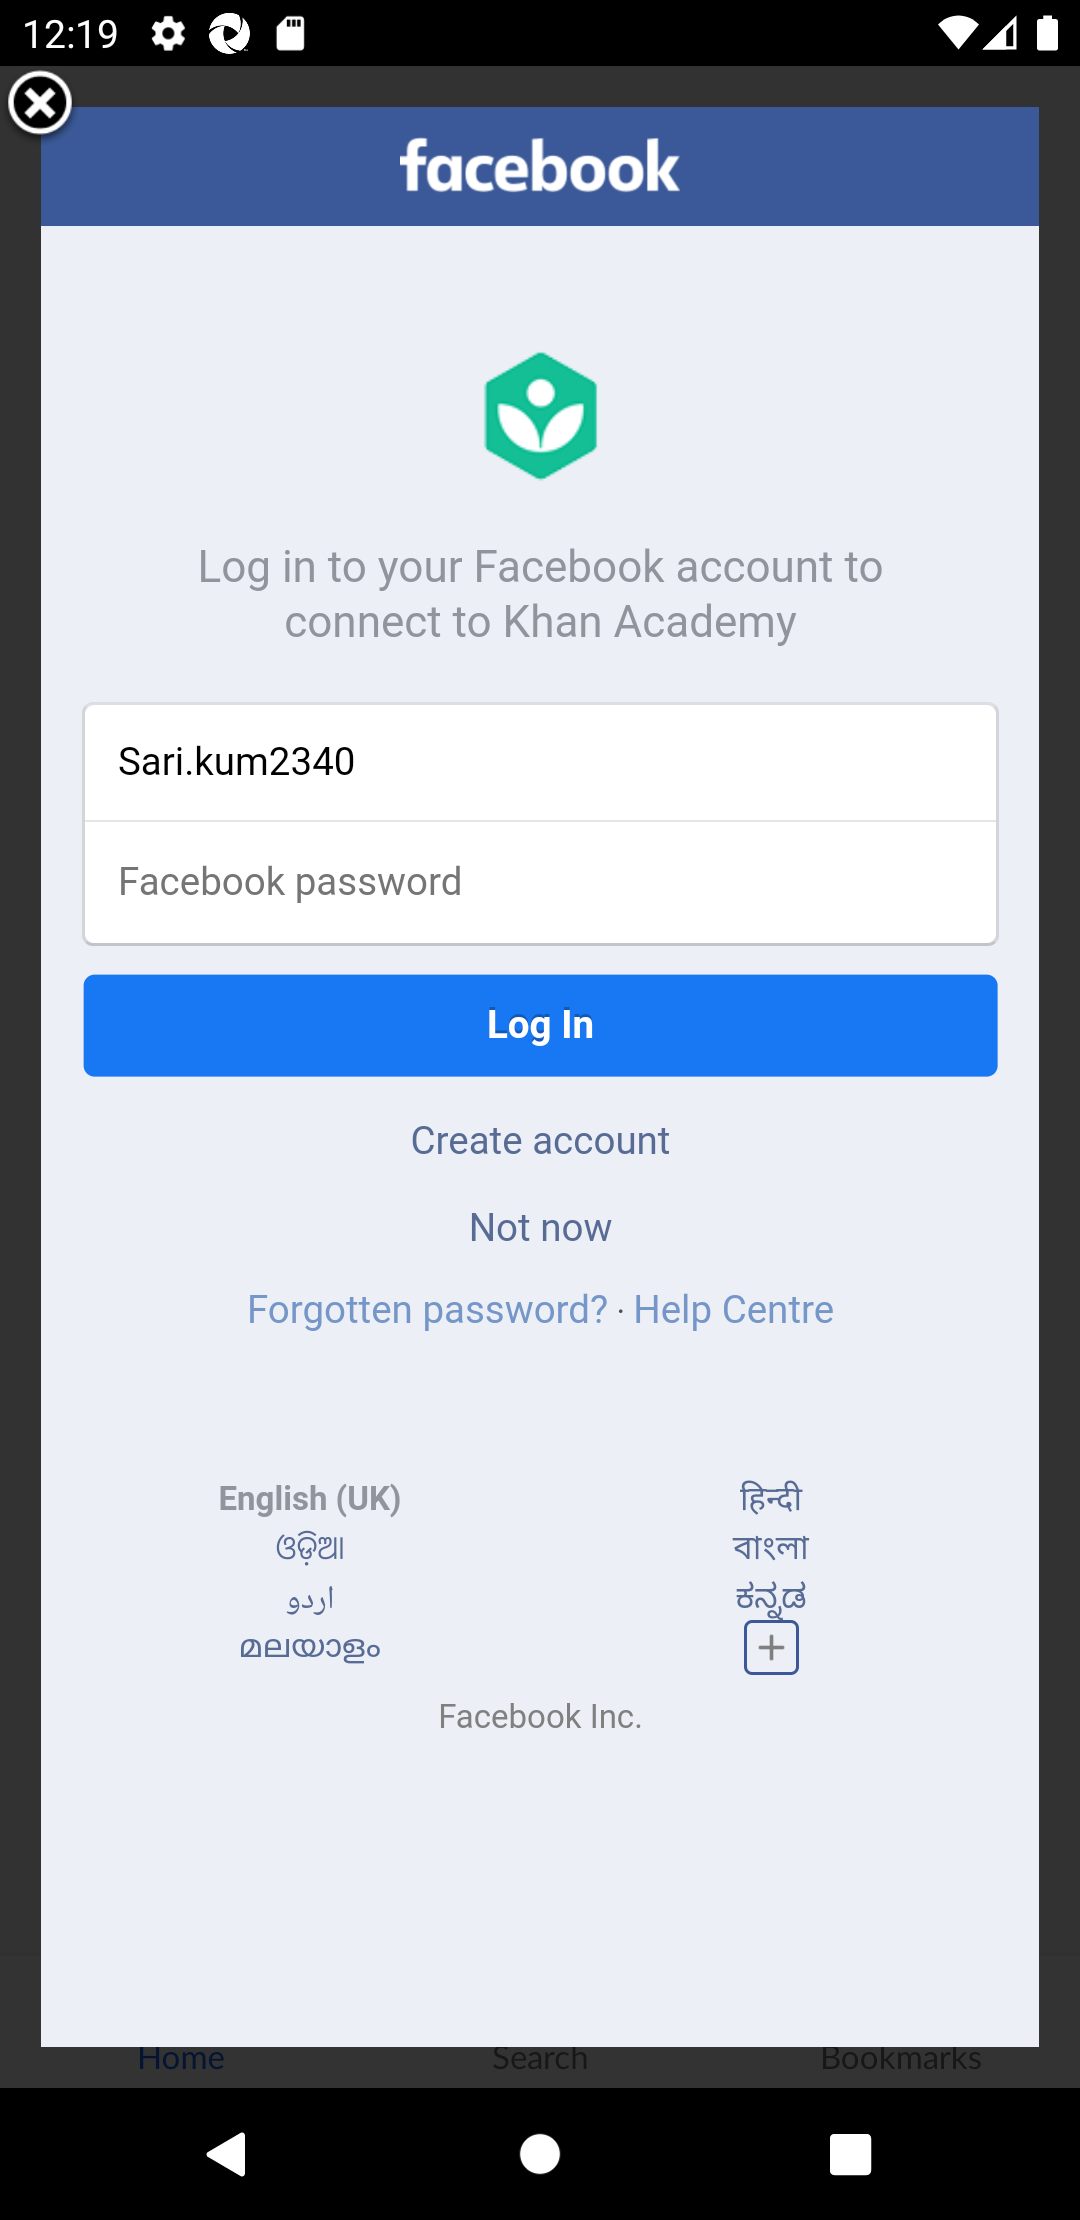 12:19
facebook
Log in to your Facebook account to
connect to Khan Academy
Sari.kum2340
Facebook password
Log In
Create account
Not now
Forgotten password? · Help Centre
English (UK)
हिन्दी
ଓଡ଼ିଆ
বাংলা
اردو
ಕನ್ನಡ
മലയാളം
Facebook Inc.
Home Search Bookmarks